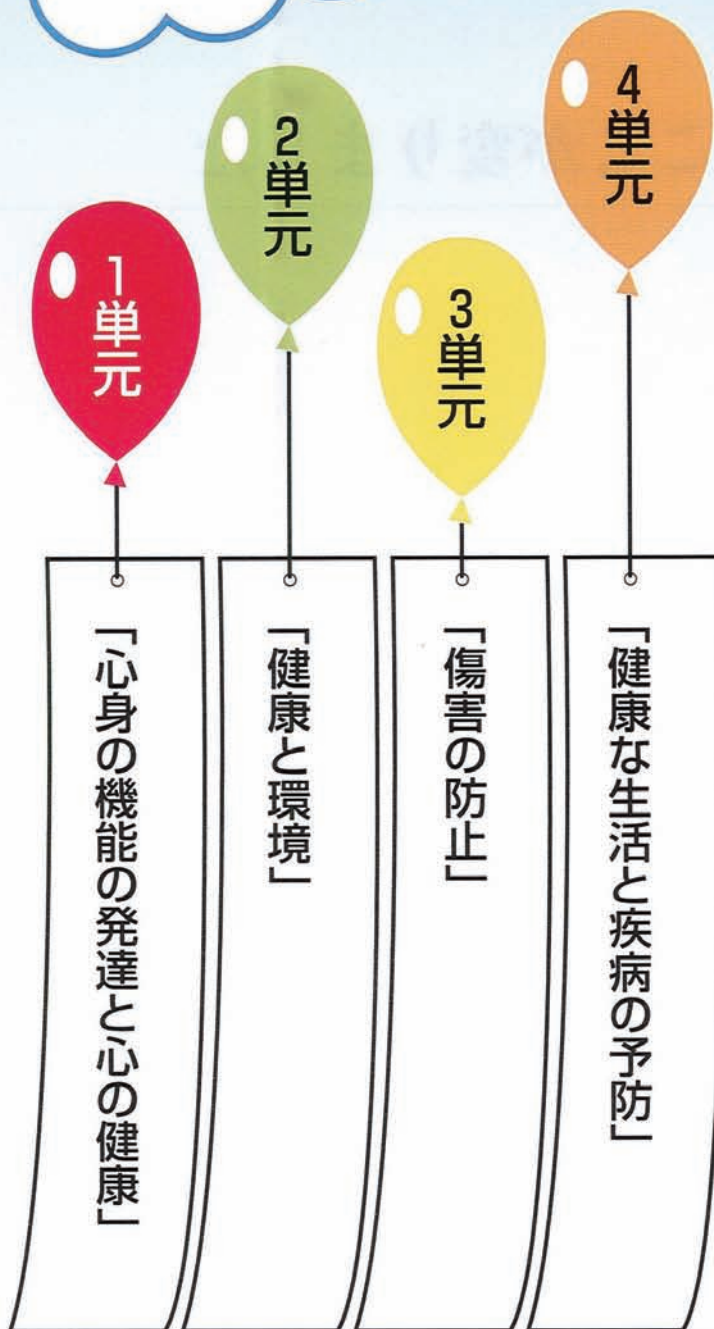 1単元
「心身の機能の発達と心の健康」
2単元
「健康と環境」
3単元
「傷害の防止」
4単元
「健康な生活と疾病の予防」